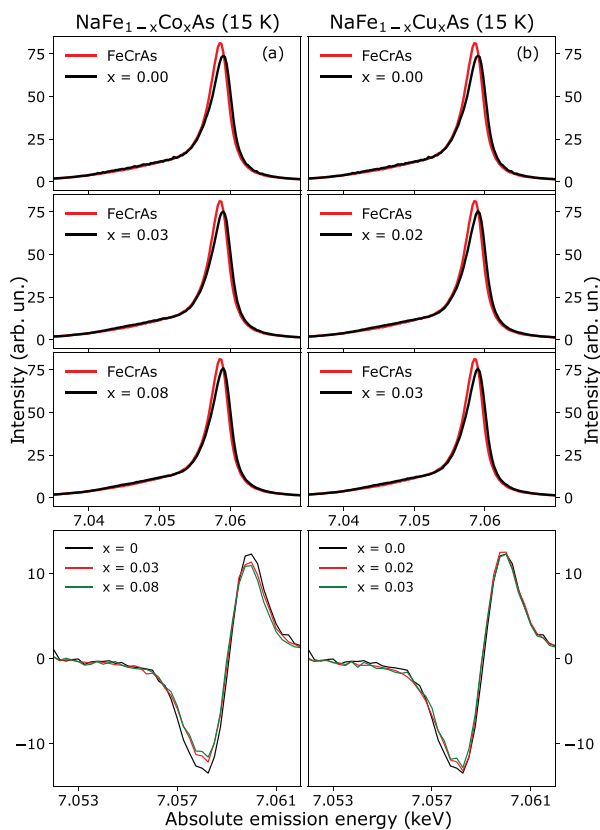 NaFe₁₋ₓCoₓAs (15 K)
NaFe₁₋ₓCuₓAs (15 K)
Intensity (arb. un.)
(a)
FeCrAs
x = 0.00
75
50
25
0
(b)
FeCrAs
x = 0.00
75
50
25
0
FeCrAs
x = 0.03
75
50
25
0
FeCrAs
x = 0.02
75
50
25
0
FeCrAs
x = 0.08
75
50
25
0
7.04 7.05 7.06
FeCrAs
x = 0.03
75
50
25
0
7.04 7.05 7.06
Intensity (arb. un.)
x = 0
x = 0.03
x = 0.08
10
0
−10
7.053 7.057 7.061
x = 0.0
x = 0.02
x = 0.03
10
0
−10
7.053 7.057 7.061
Absolute emission energy (keV)